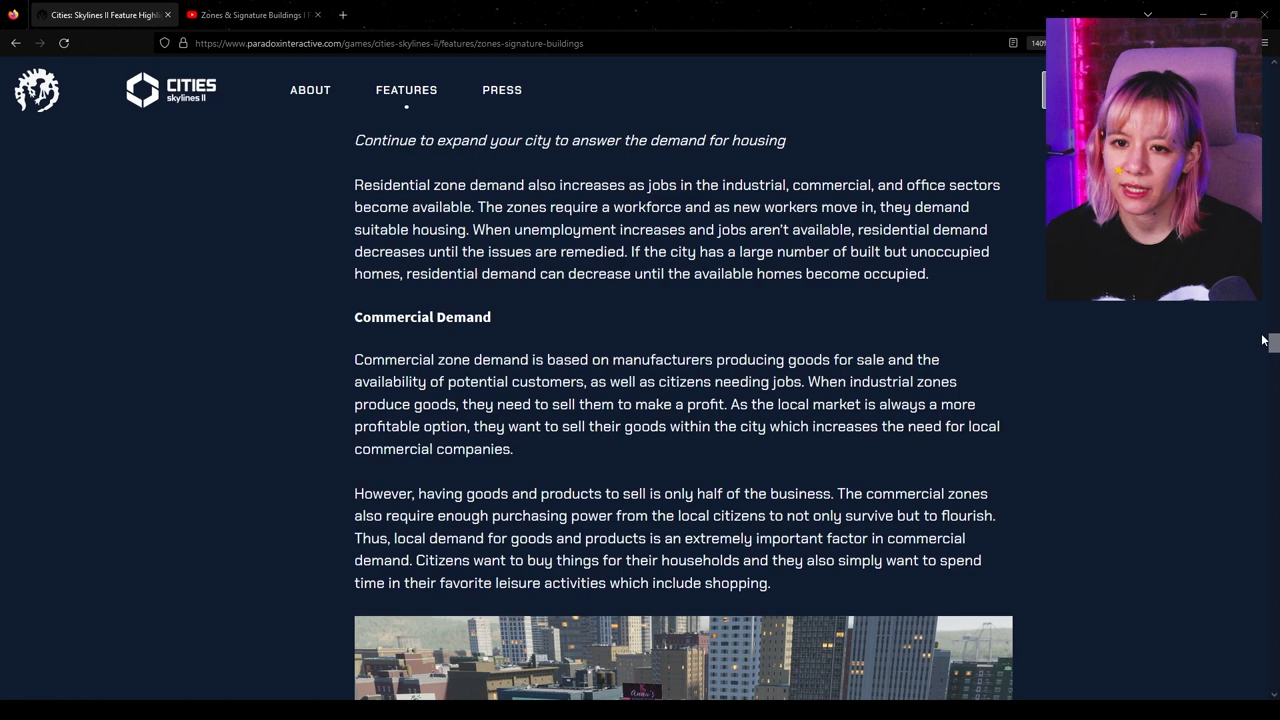 Cities: Skylines II Feature Highli
Zones & Signature Buildings | F
https://www.paradoxinteractive.com/games/cities-skylines-ii/features/zones-signature-buildings
140%
CITIES
skylines II
ABOUT
FEATURES
PRESS
Continue to expand your city to answer the demand for housing
Residential zone demand also increases as jobs in the industrial, commercial, and office sectors
become available. The zones require a workforce and as new workers move in, they demand
suitable housing. When unemployment increases and jobs aren't available, residential demand
decreases until the issues are remedied. If the city has a large number of built but unoccupied
homes, residential demand can decrease until the available homes become occupied.
Commercial Demand
Commercial zone demand is based on manufacturers producing goods for sale and the
availability of potential customers, as well as citizens needing jobs. When industrial zones
produce goods, they need to sell them to make a profit. As the local market is always a more
profitable option, they want to sell their goods within the city which increases the need for local
commercial companies.
However, having goods and products to sell is only half of the business. The commercial zones
also require enough purchasing power from the local citizens to not only survive but to flourish.
Thus, local demand for goods and products is an extremely important factor in commercial
demand. Citizens want to buy things for their households and they also simply want to spend
time in their favorite leisure activities which include shopping.
Anna's